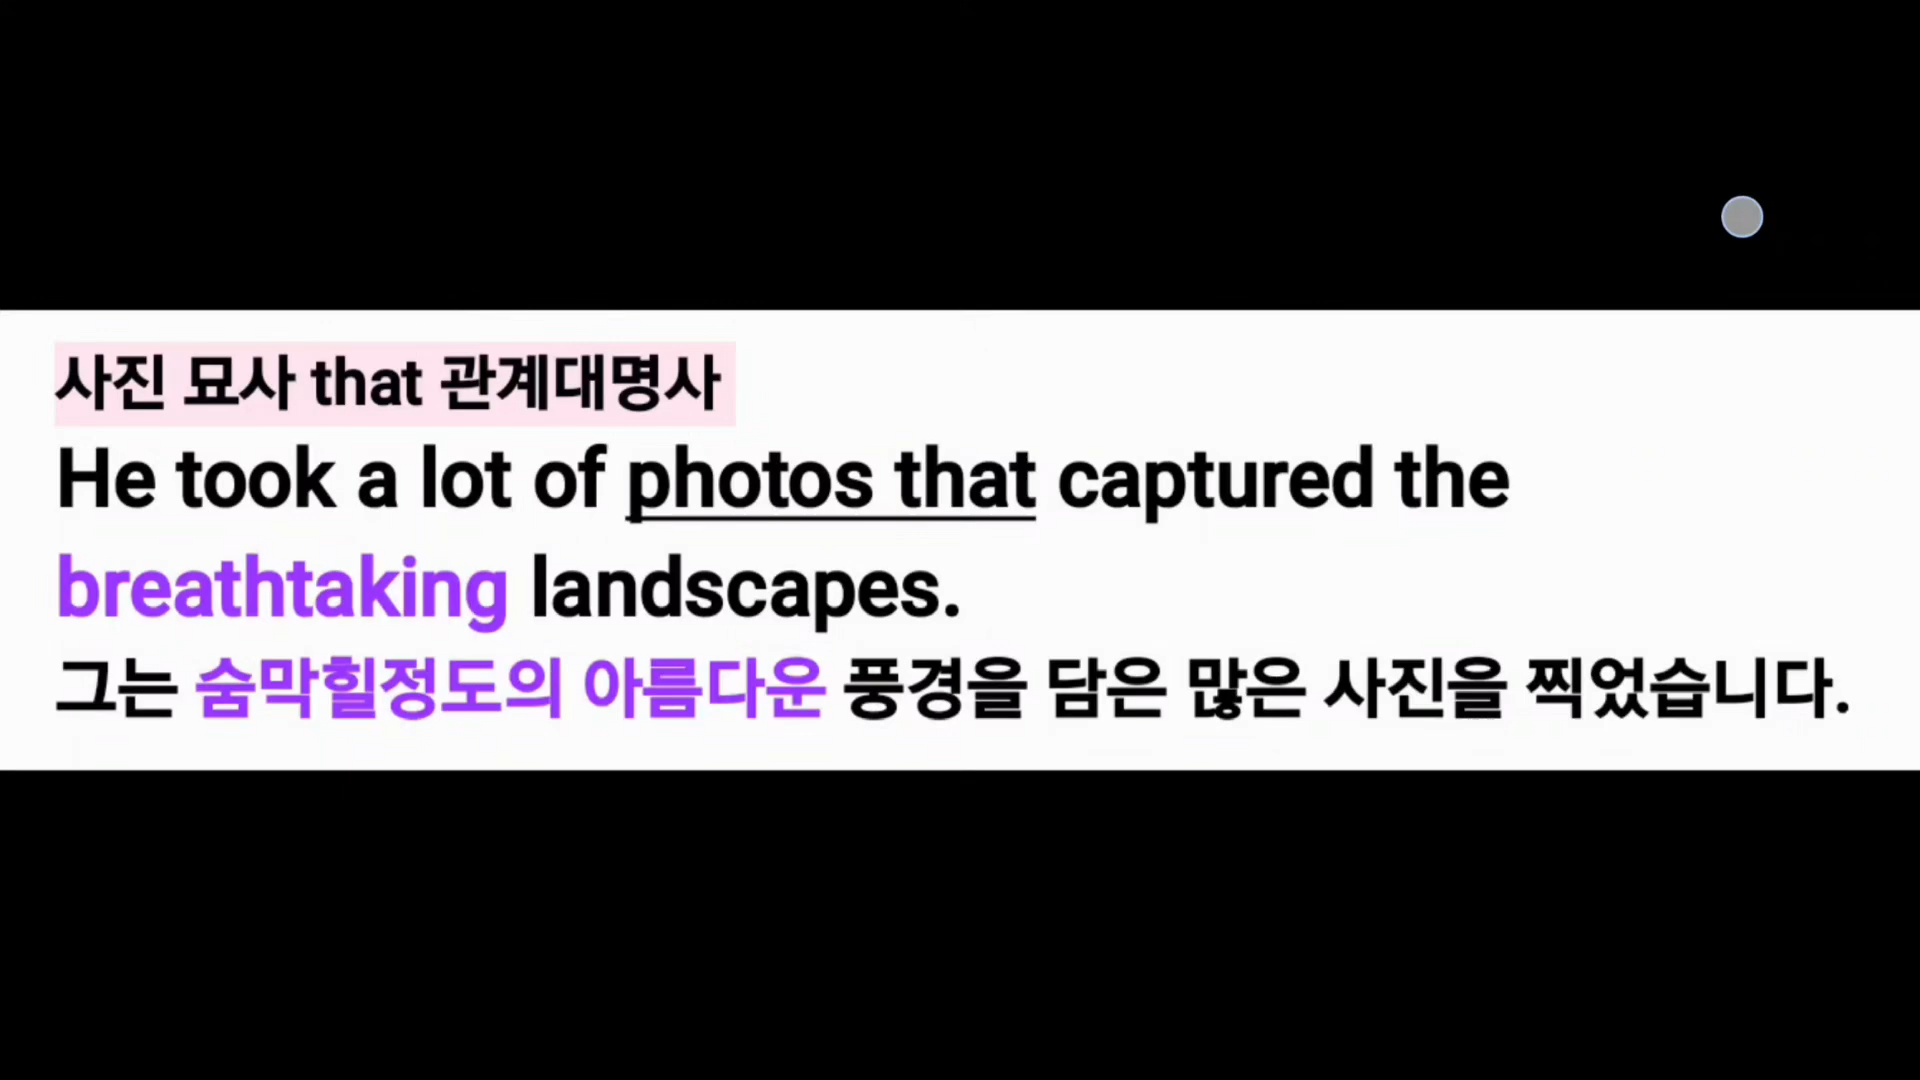 사진 묘사 that 관계대명사
He took a lot of photos that captured the
breathtaking landscapes.
그는 숨막힐정도의 아름다운 풍경을 담은 많은 사진을 찍었습니다.